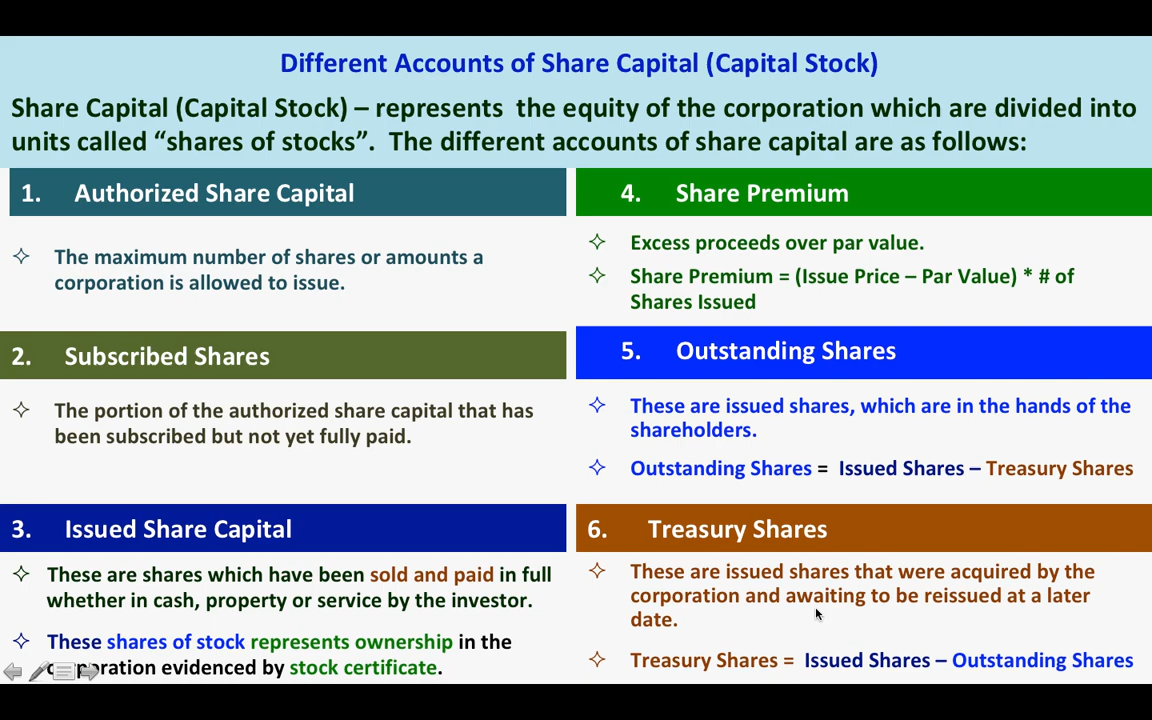 Different Accounts of Share Capital (Capital Stock)
Share Capital (Capital Stock) – represents the equity of the corporation which are divided into
units called “shares of stocks”. The different accounts of share capital are as follows:
1. Authorized Share Capital
The maximum number of shares or amounts a
corporation is allowed to issue.
2. Subscribed Shares
The portion of the authorized share capital that has
been subscribed but not yet fully paid.
3. Issued Share Capital
These are shares which have been sold and paid in full
whether in cash, property or service by the investor.
These shares of stock represents ownership in the
corporation evidenced by stock certificate.
4. Share Premium
Excess proceeds over par value.
Share Premium = (Issue Price – Par Value) * # of
Shares Issued
5. Outstanding Shares
These are issued shares, which are in the hands of the
shareholders.
Outstanding Shares = Issued Shares – Treasury Shares
6. Treasury Shares
These are issued shares that were acquired by the
corporation and awaiting to be reissued at a later
date.
Treasury Shares = Issued Shares – Outstanding Shares